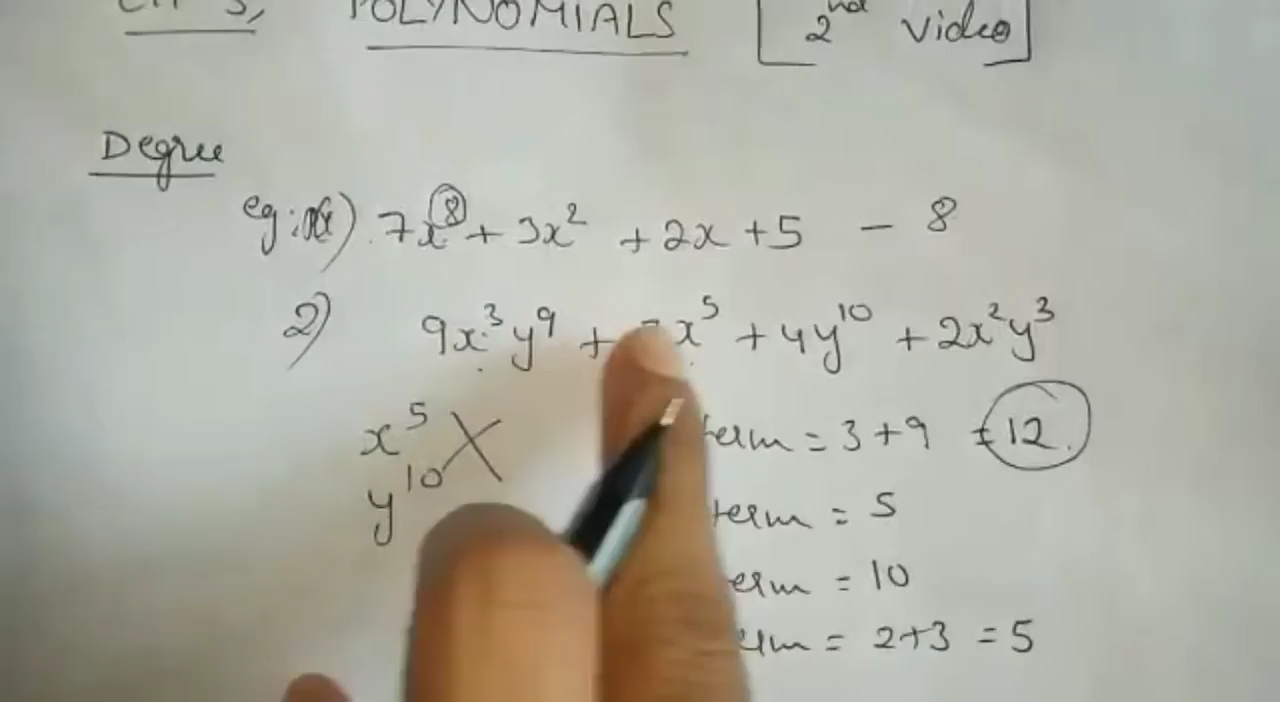 POLYNOMIALS [2nd Video]
Degree
eg: 7x⁸ + 3x² + 2x + 5 - 8
2) 9x³y⁹ + x⁵ + 4y¹⁰ + 2x²y³
x⁵ term = 3+9 = 12
y¹⁰ term = 5
term = 10
term = 2+3 = 5